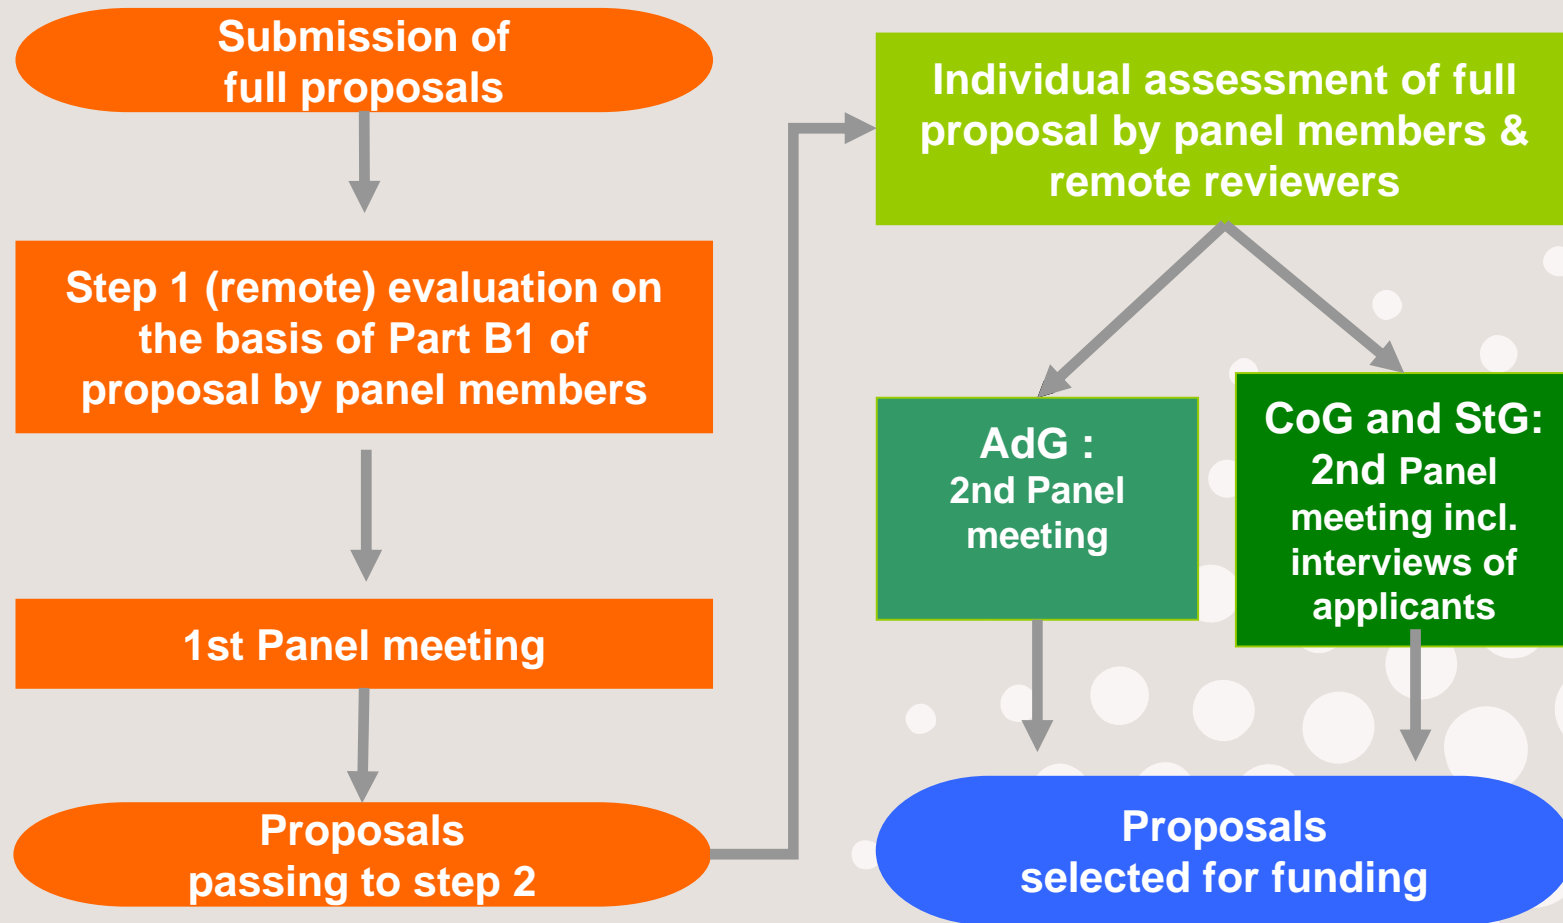 Submission of
full proposals
Step 1 (remote) evaluation on
the basis of Part B1 of
proposal by panel members
1st Panel meeting
Proposals
passing to step 2
Individual assessment of full
proposal by panel members &
remote reviewers
AdG :
2nd Panel
meeting
CoG and StG:
2nd Panel
meeting incl.
interviews of
applicants
Proposals
selected for funding